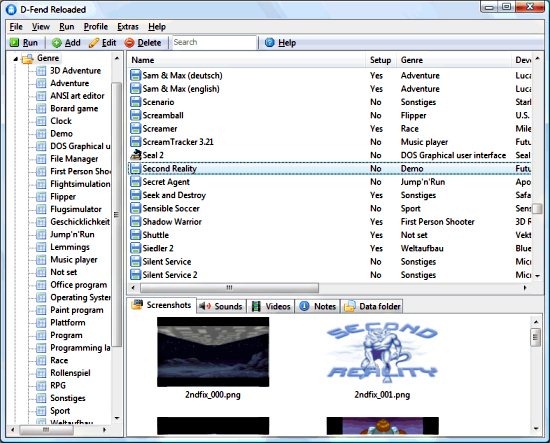 D-Fend Reloaded
File View Run Profile Extras Help
Run Add Edit Delete Search Help
Genre
3D Adventure
Adventure
ANSI art editor
Board game
Clock
Demo
DOS Graphical us
File Manager
First Person Shoo
Flightsimulation
Flipper
Flugsimulator
Geschicklichkeit
Jump'n'Run
Lemmings
Music player
Not set
Office program
Operating System
Paint program
Plattform
Program
Programming la
Race
Rollenspiel
RPG
Sonstiges
Sport
Weltaufbau
Name Setup Genre Devel
Sam & Max (deutsch) Yes Adventure Luca
Sam & Max (english) Yes Adventure Luca
Scenario No Sonstiges Starl
Screamball No Flipper U.S.
Screamer Yes Race Mile
ScreamTracker 3.21 No Music player Futu
Seal 2 No DOS Graphical user interface Seal
Second Reality No Demo Futu
Secret Agent No Jump'n'Run Apo
Seek and Destroy Yes Sonstiges Safa
Sensible Soccer No Sport Sens
Shadow Warrior Yes First Person Shooter 3D R
Shuttle Yes Not set Vekt
Siedler 2 Yes Weltaufbau Blue
Silent Service No Sonstiges Micr
Silent Service 2 No Sonstiges Micr
Screenshots Sounds Videos Notes Data folder
SECOND
REALITY
2ndfix_000.png 2ndfix_001.png